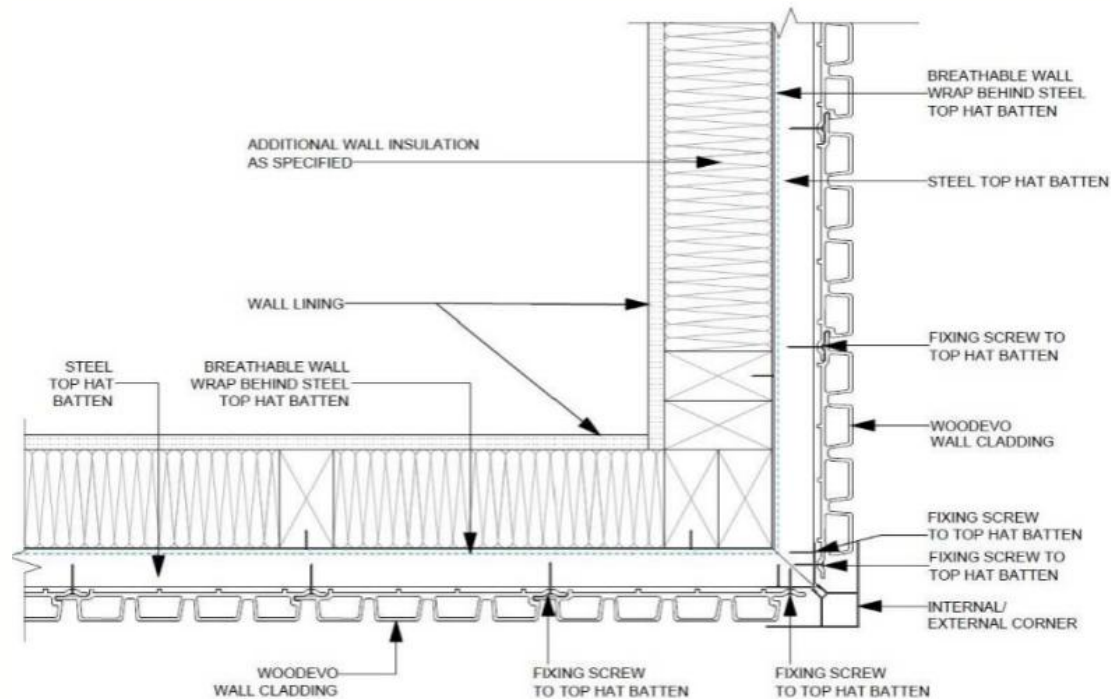 BREATHABLE WALL
WRAP BEHIND STEEL
TOP HAT BATTEN
ADDITIONAL WALL INSULATION
AS SPECIFIED
STEEL TOP HAT BATTEN
WALL LINING
STEEL
TOP HAT
BATTEN
BREATHABLE WALL
WRAP BEHIND STEEL
TOP HAT BATTEN
FIXING SCREW TO
TOP HAT BATTEN
WOODEVO
WALL CLADDING
FIXING SCREW
TO TOP HAT BATTEN
FIXING SCREW TO
TOP HAT BATTEN
INTERNAL/
EXTERNAL CORNER
WOODEVO
WALL CLADDING
FIXING SCREW
TO TOP HAT BATTEN
FIXING SCREW
TO TOP HAT BATTEN